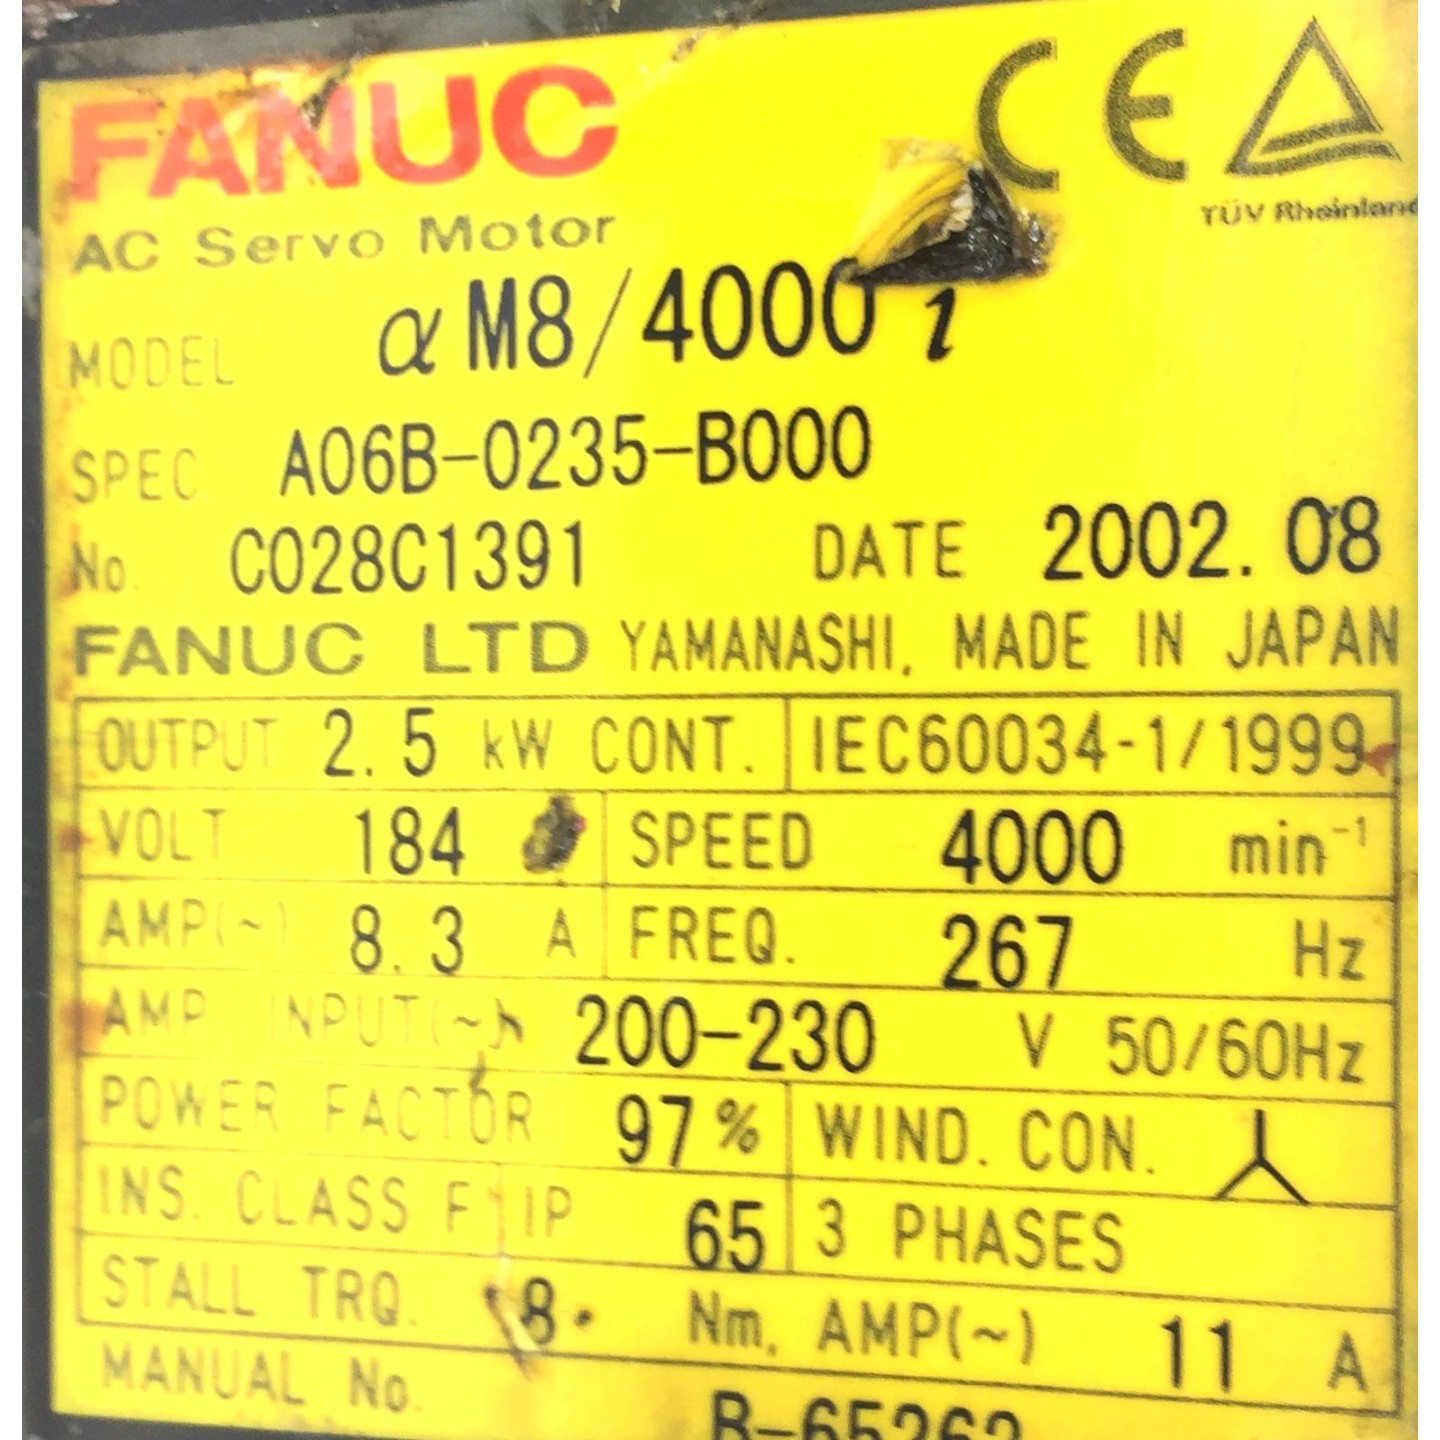 FANUC
CE
TÜV Rheinland
AC Servo Motor
MODEL α M8/4000 i
SPEC. A06B-0235-B000
No. C028C1391 DATE 2002.08
FANUC LTD YAMANASHI, MADE IN JAPAN
OUTPUT 2.5 kW CONT. IEC60034-1/1999
VOLT 184 SPEED 4000 min⁻¹
AMP(~) 8.3 A FREQ. 267 Hz
AMP INPUT(~) 200-230 V 50/60Hz
POWER FACTOR 97 % WIND. CON.
INS. CLASS F IP 65 3 PHASES
STALL TRQ. 8 Nm, AMP(~) 11 A
MANUAL No. B-65262